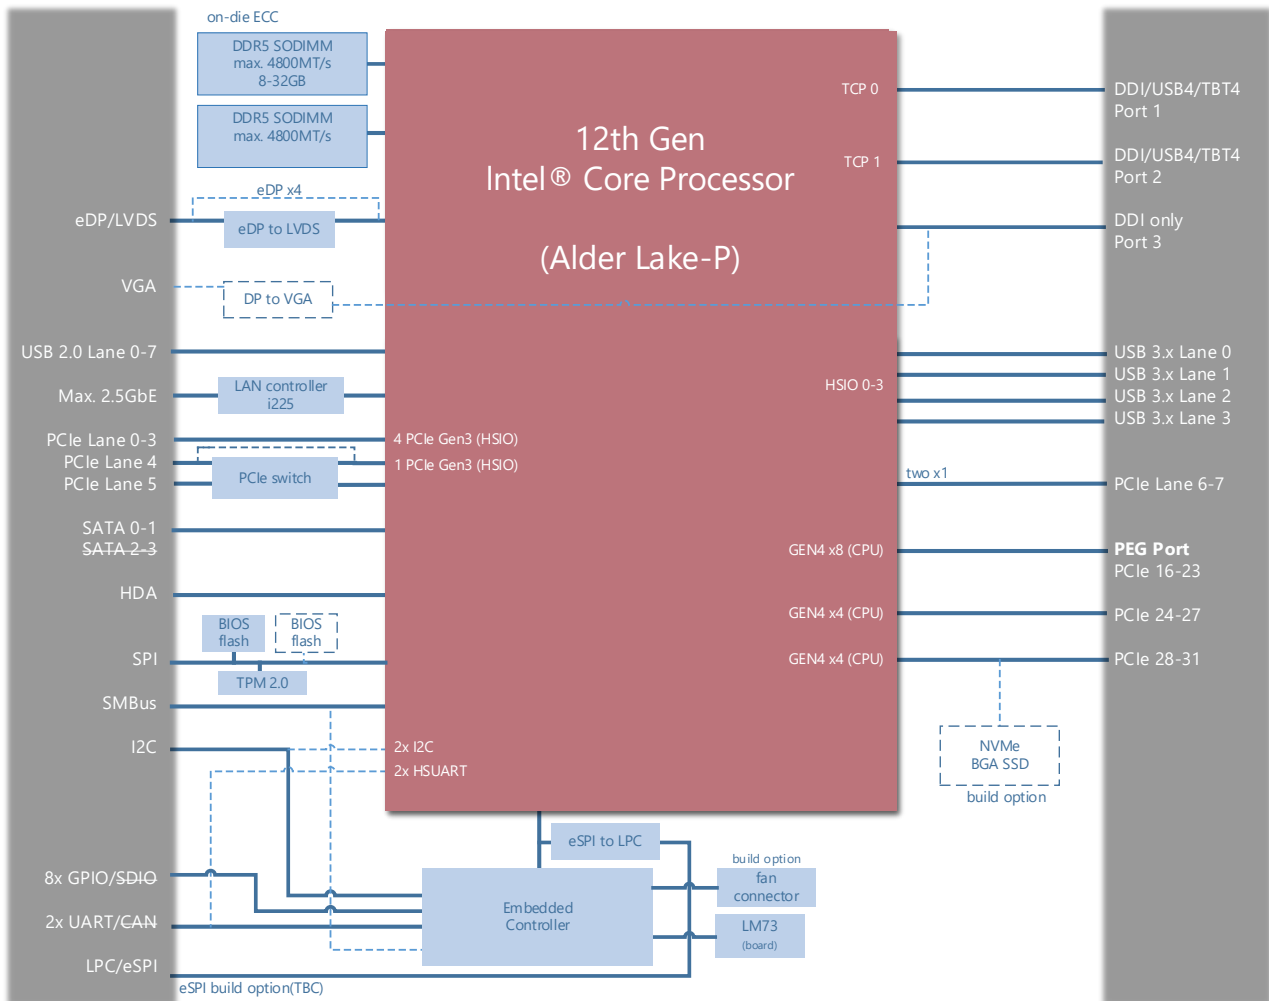 on-die ECC
DDR5 SODIMM
max. 4800MT/s
8-32GB
DDR5 SODIMM
max. 4800MT/s
eDP x4
eDP/LVDS
eDP to LVDS
VGA
DP to VGA
USB 2.0 Lane 0-7
Max. 2.5GbE
LAN controller
i225
PCIe Lane 0-3
PCIe Lane 4
PCIe Lane 5
PCIe switch
4 PCIe Gen3 (HSIO)
1 PCIe Gen3 (HSIO)
SATA 0-1
SATA 2-3
HDA
BIOS
flash
BIOS
flash
SPI
TPM 2.0
SMBus
I2C
2x I2C
2x HSUART
12th Gen
Intel® Core Processor
(Alder Lake-P)
TCP 0
TCP 1
HSIO 0-3
GEN4 x8 (CPU)
GEN4 x4 (CPU)
GEN4 x4 (CPU)
DDI/USB4/TBT4
Port 1
DDI/USB4/TBT4
Port 2
DDI only
Port 3
USB 3.x Lane 0
USB 3.x Lane 1
USB 3.x Lane 2
USB 3.x Lane 3
two x1
PCIe Lane 6-7
PEG Port
PCIe 16-23
PCIe 24-27
PCIe 28-31
NVMe
BGA SSD
build option
eSPI to LPC
8x GPIO/SDIO
2x UART/CAN
LPC/eSPI
Embedded
Controller
build option
fan
connector
LM73
(board)
eSPI build option(TBC)